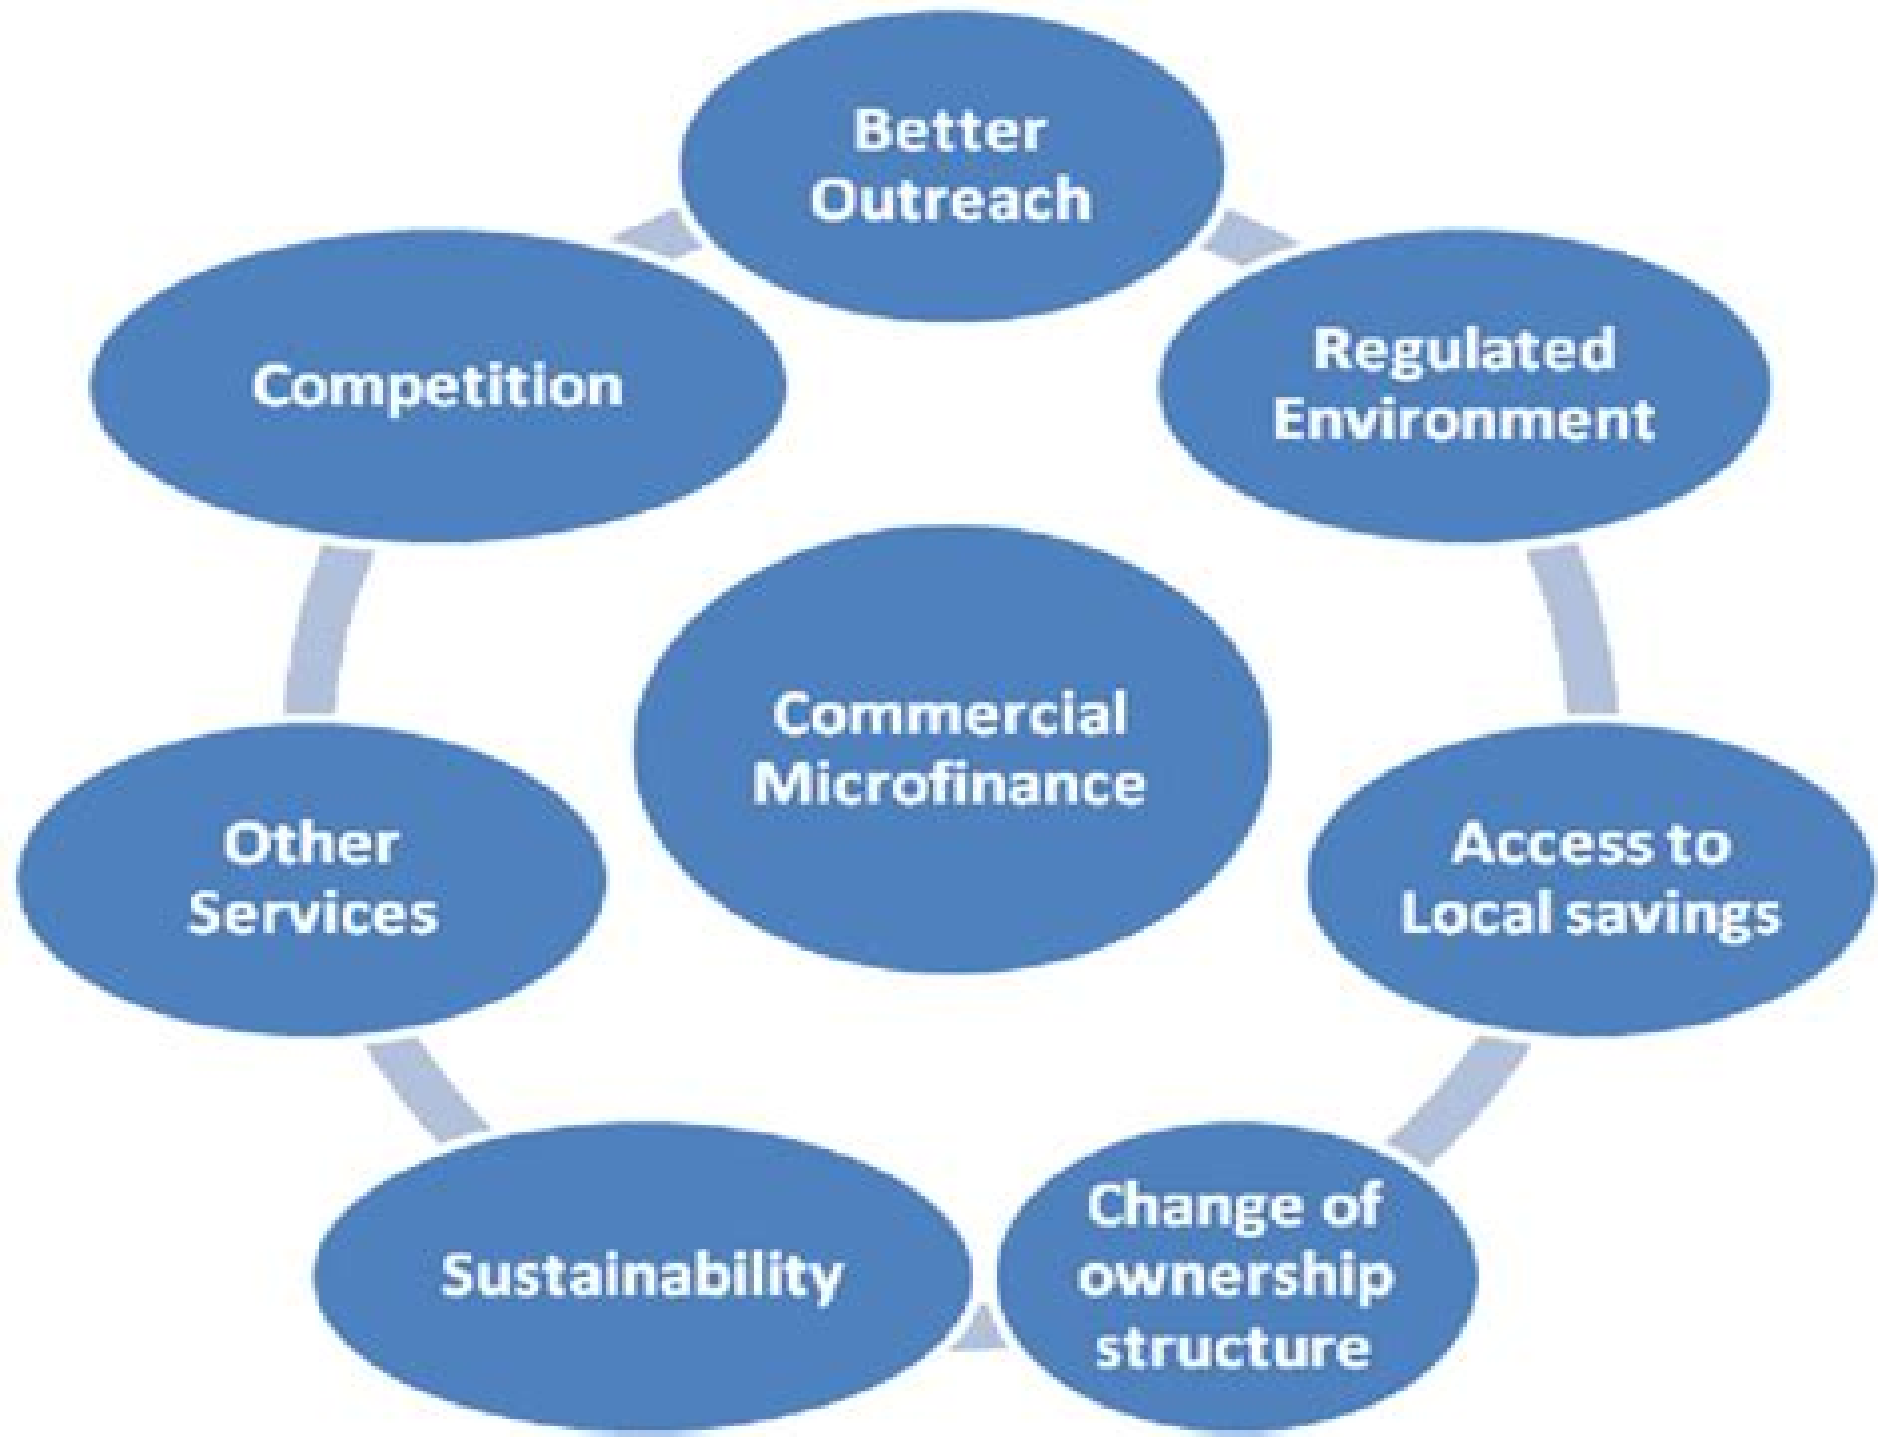 Better
Outreach
Regulated
Environment
Access to
Local savings
Change of
ownership
structure
Sustainability
Other
Services
Competition
Commercial
Microfinance